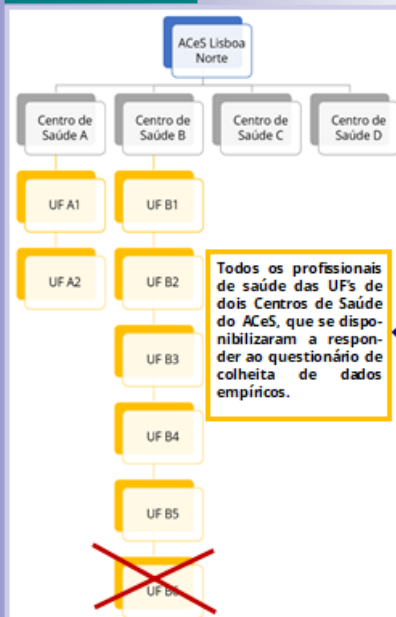 ACeS Lisboa
Norte
Centro de
Saúde A
Centro de
Saúde B
Centro de
Saúde C
Centro de
Saúde D
UF A1
UF B1
UF A2
UF B2
Todos os profissionais
de saúde das UF's de
dois Centros de Saúde
do ACeS, que se dispo-
nibilizaram a respon-
der ao questionário de
colheita de dados
empíricos.
UF B3
UF B4
UF B5
UF B6